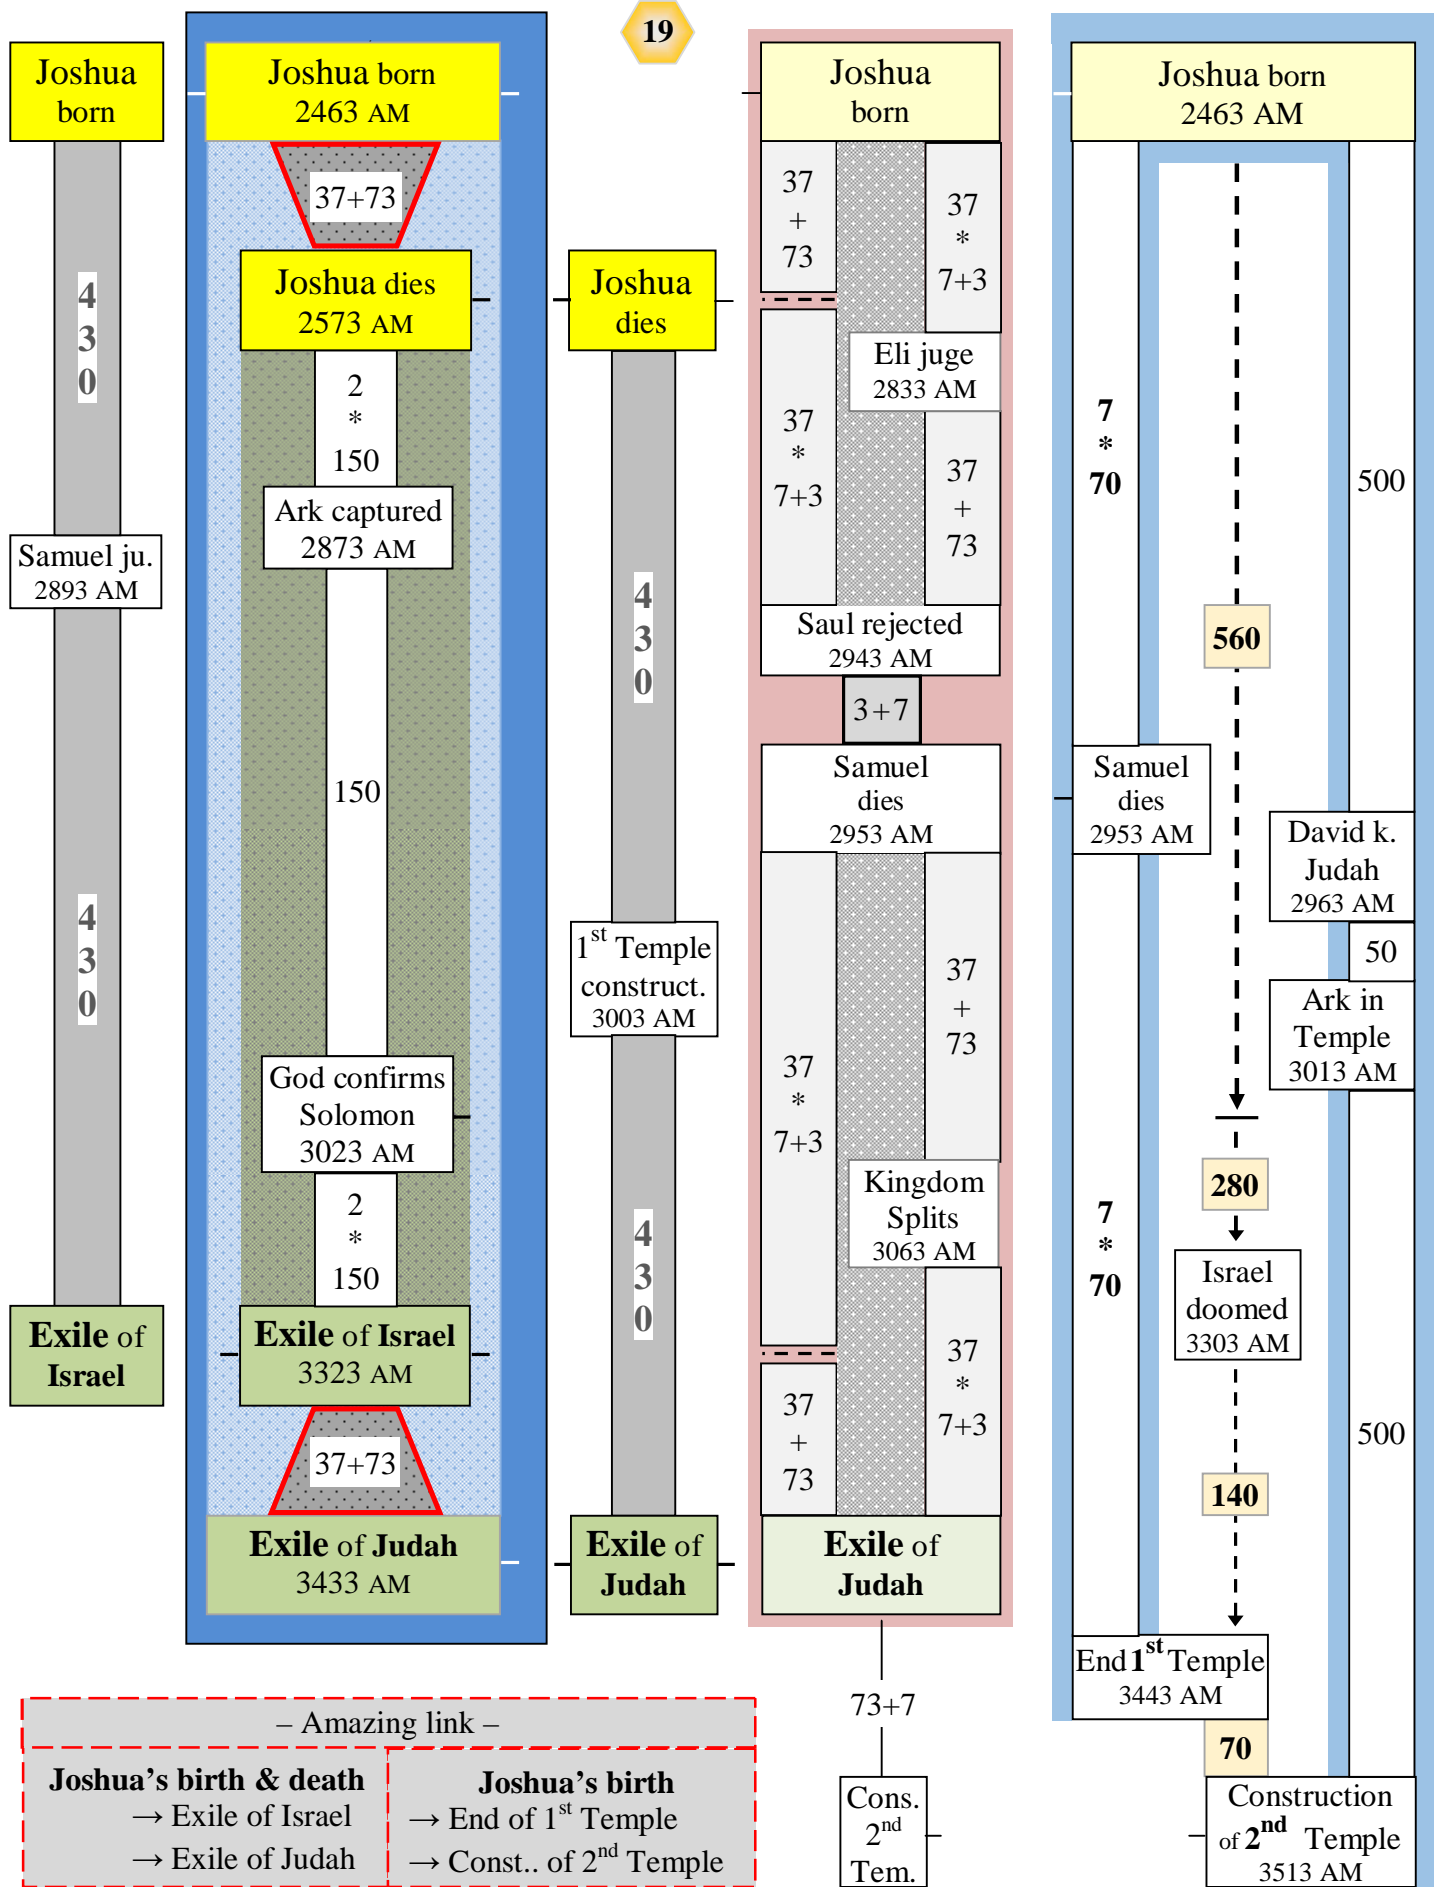 19
Joshua
born
4
3
0
Samuel ju.
2893 AM
4
3
0
Exile of
Israel
Joshua born
2463 AM
37+73
Joshua dies
2573 AM
2
*
150
Ark captured
2873 AM
150
God confirms
Solomon
3023 AM
2
*
150
Exile of Israel
3323 AM
37+73
Exile of Judah
3433 AM
Joshua
dies
4
3
0
1st Temple
construct.
3003 AM
4
3
0
Exile of
Judah
Joshua
born
37
+
73
37
*
7+3
37
*
7+3
Eli juge
2833 AM
37
+
73
Saul rejected
2943 AM
3+7
Samuel
dies
2953 AM
37
*
7+3
37
+
73
37
+
73
Kingdom
Splits
3063 AM
37
*
7+3
Exile of
Judah
73+7
Cons.
2nd
Tem.
Joshua born
2463 AM
7
*
70
Samuel
dies
2953 AM
7
*
70
End 1st Temple
3443 AM
560
280
Israel
doomed
3303 AM
140
70
500
David k.
Judah
2963 AM
50
Ark in
Temple
3013 AM
500
Construction
of 2nd Temple
3513 AM
– Amazing link –
Joshua’s birth & death
→ Exile of Israel
→ Exile of Judah
Joshua’s birth
→ End of 1st Temple
→ Const.. of 2nd Temple